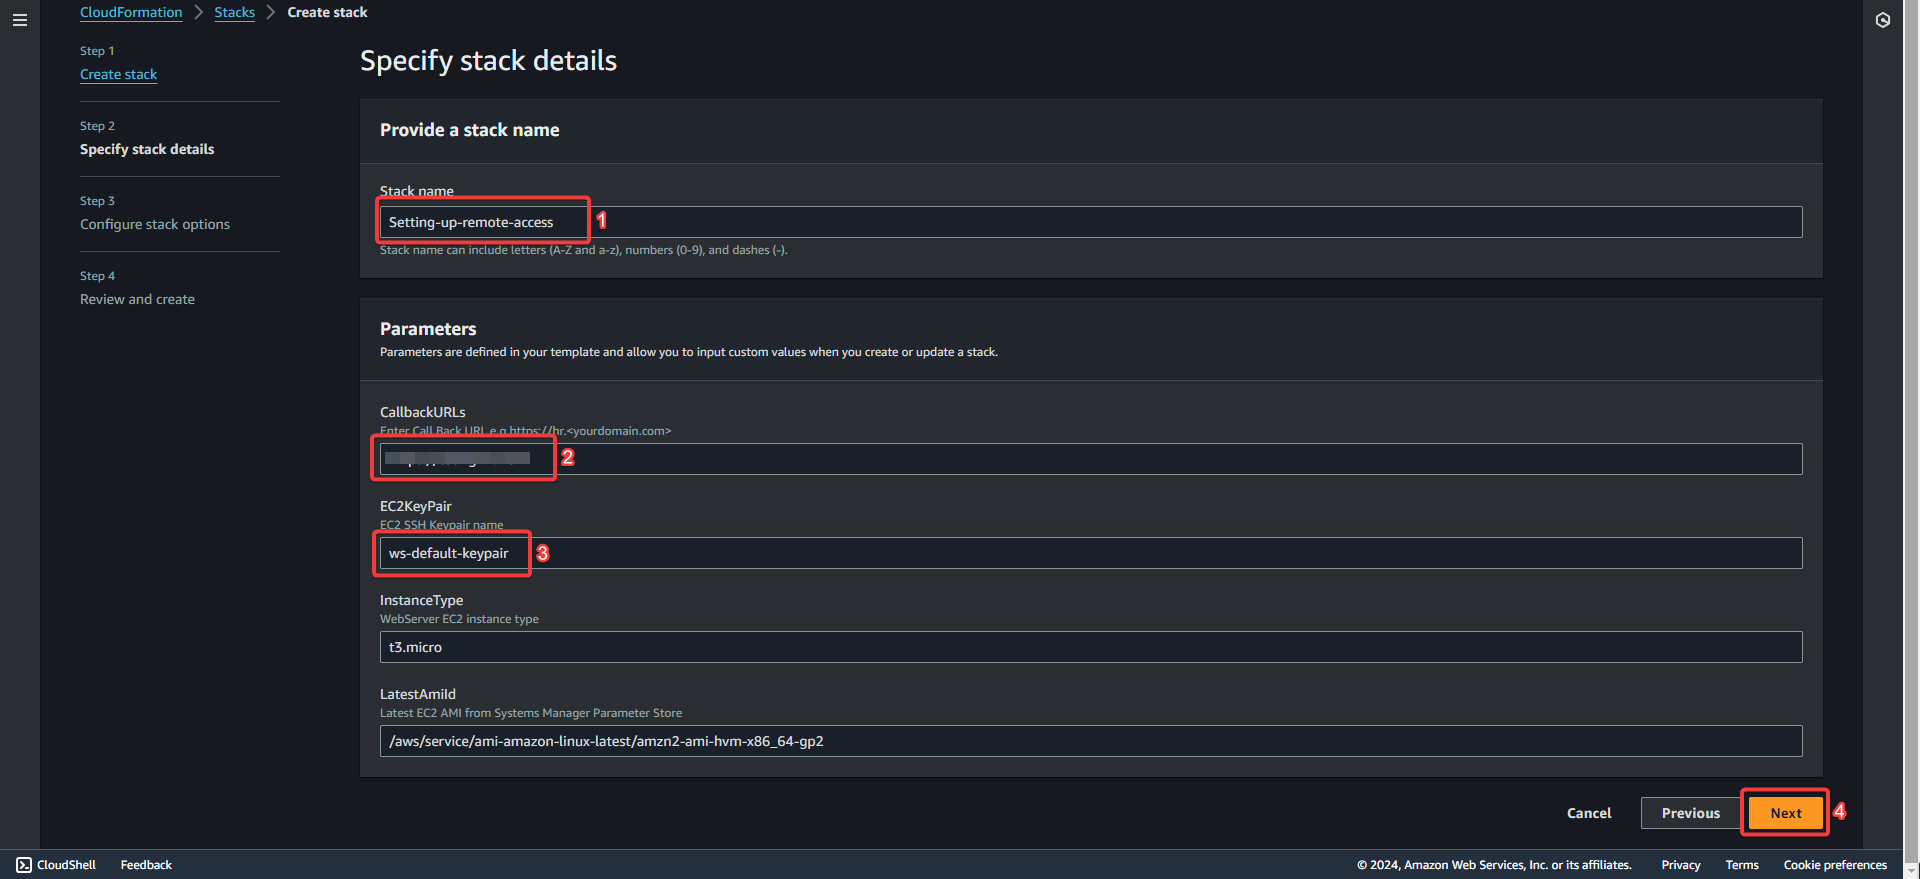 CloudFormation > Stacks > Create stack
Step 1
Create stack
Step 2
Specify stack details
Step 3
Configure stack options
Step 4
Review and create
Specify stack details
Provide a stack name
Stack name
Setting-up-remote-access 1
Stack name can include letters (A-Z and a-z), numbers (0-9), and dashes (-).
Parameters
Parameters are defined in your template and allow you to input custom values when you create or update a stack.
CallbackURLs
Enter Call Back URL e.g https://hr.<yourdomain.com>
2
EC2KeyPair
EC2 SSH Keypair name
ws-default-keypair 3
InstanceType
WebServer EC2 instance type
t3.micro
LatestAmiId
Latest EC2 AMI from Systems Manager Parameter Store
/aws/service/ami-amazon-linux-latest/amzn2-ami-hvm-x86_64-gp2
Cancel Previous Next 4
CloudShell Feedback © 2024, Amazon Web Services, Inc. or its affiliates. Privacy Terms Cookie preferences